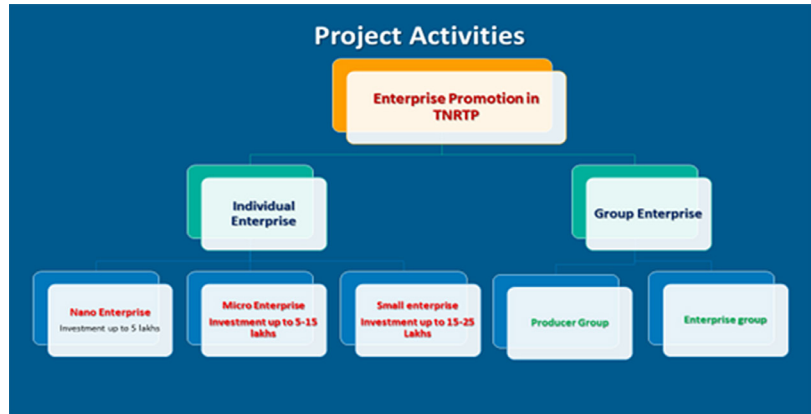 Project Activities
Enterprise Promotion in
TNRTP
Individual
Enterprise
Group Enterprise
Nano Enterprise
Investment up to 5 lakhs
Micro Enterprise
Investment up to 5-15
lakhs
Small enterprise
Investment up to 15-25
Lakhs
Producer Group
Enterprise group